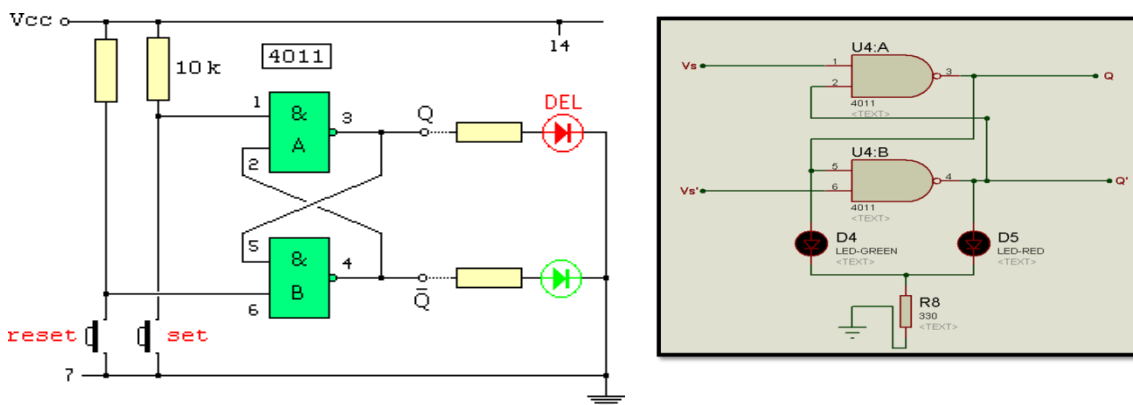 Vcc
14
4011
10 k
1
&
3
Q
DEL
A
2
5
&
4
B
Q̅
6
reset
set
7
U4:A
Vs
1
3
Q
2
4011
<TEXT>
U4:B
5
4
Q'
Vs'
6
4011
<TEXT>
D4
LED-GREEN
<TEXT>
D5
LED-RED
<TEXT>
R8
330
<TEXT>